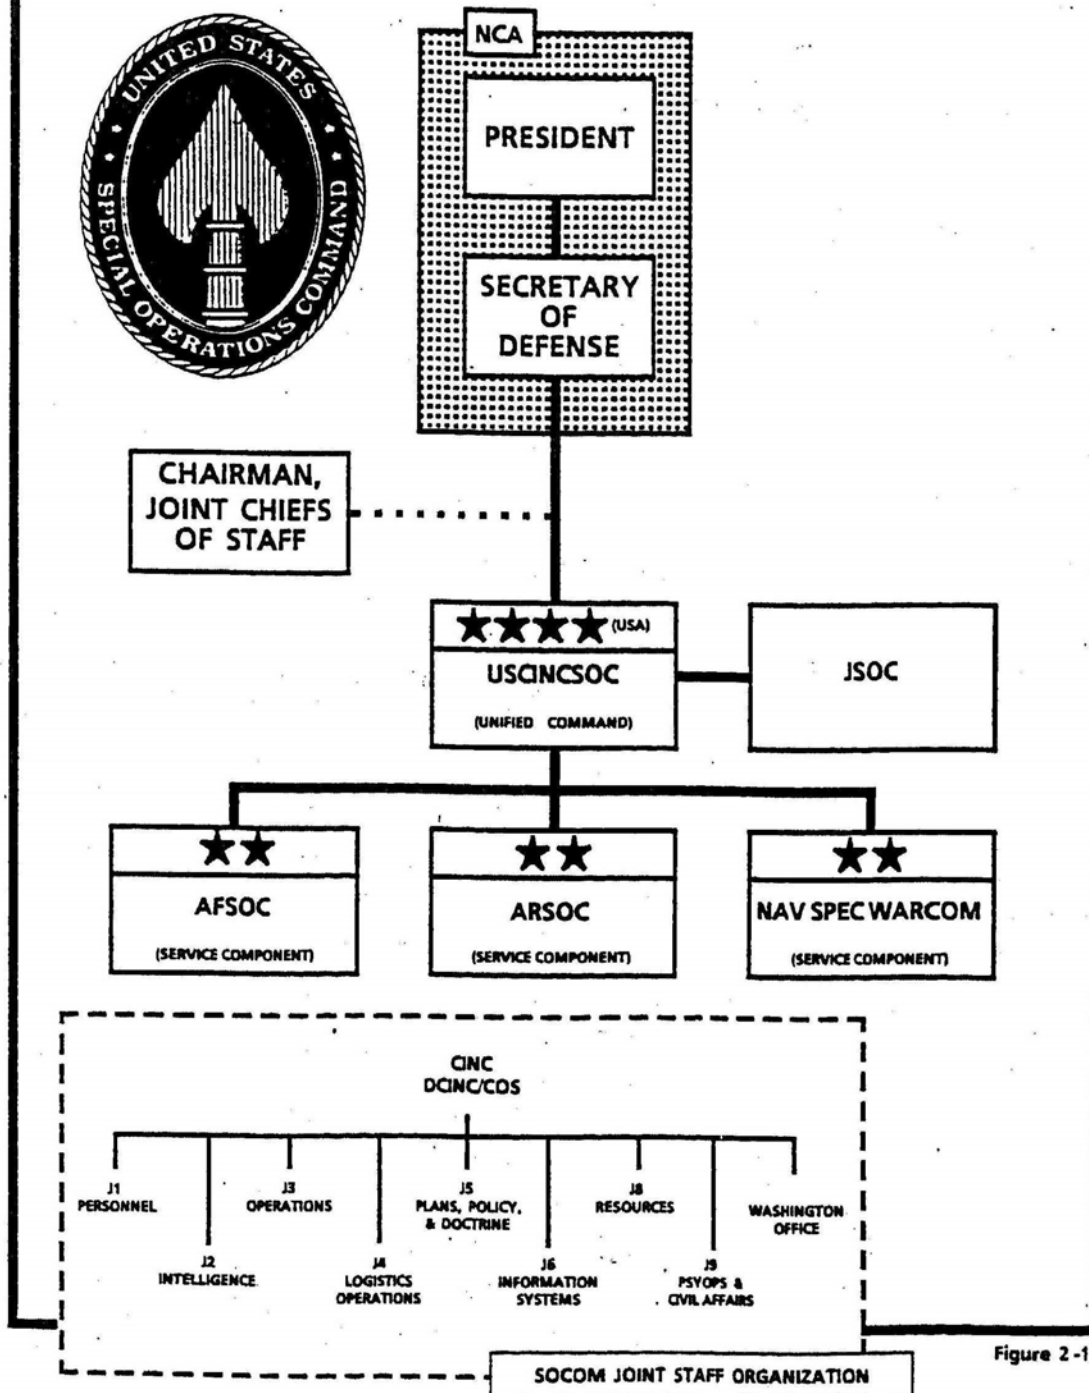 UNITED STATES
SPECIAL OPERATIONS COMMAND
NCA
PRESIDENT
SECRETARY
OF
DEFENSE
CHAIRMAN,
JOINT CHIEFS
OF STAFF
(USA)
USCINCSOC
(UNIFIED COMMAND)
JSOC
AFSOC
(SERVICE COMPONENT)
ARSOC
(SERVICE COMPONENT)
NAV SPEC WARCOM
(SERVICE COMPONENT)
CINC
DCINC/COS
J1
PERSONNEL
J2
INTELLIGENCE
J3
OPERATIONS
J4
LOGISTICS
OPERATIONS
J5
PLANS, POLICY,
& DOCTRINE
J6
INFORMATION
SYSTEMS
J8
RESOURCES
J9
PSYOPS &
CIVIL AFFAIRS
WASHINGTON
OFFICE
SOCOM JOINT STAFF ORGANIZATION
Figure 2-1